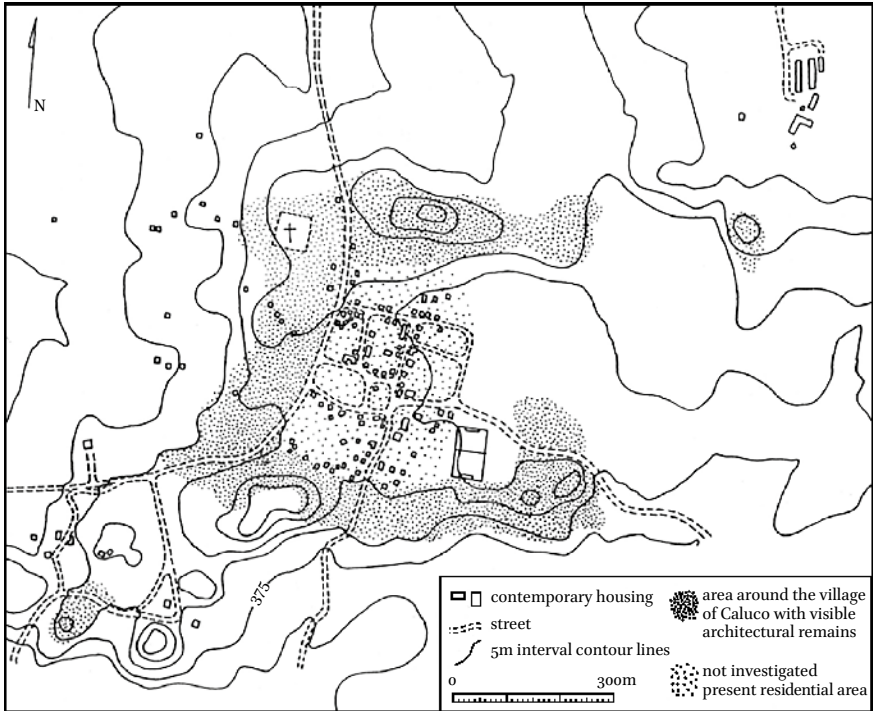 N
375
contemporary housing
street
5m interval contour lines
0 300m
area around the village
of Caluco with visible
architectural remains
not investigated
present residential area